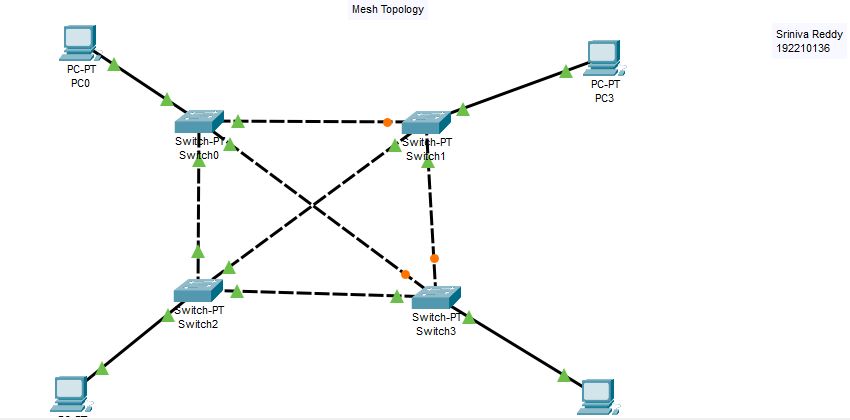 Mesh Topology
Sriniva Reddy
192210136
PC-PT
PC0
PC-PT
PC3
Switch-PT
Switch0
Switch-PT
Switch1
Switch-PT
Switch2
Switch-PT
Switch3